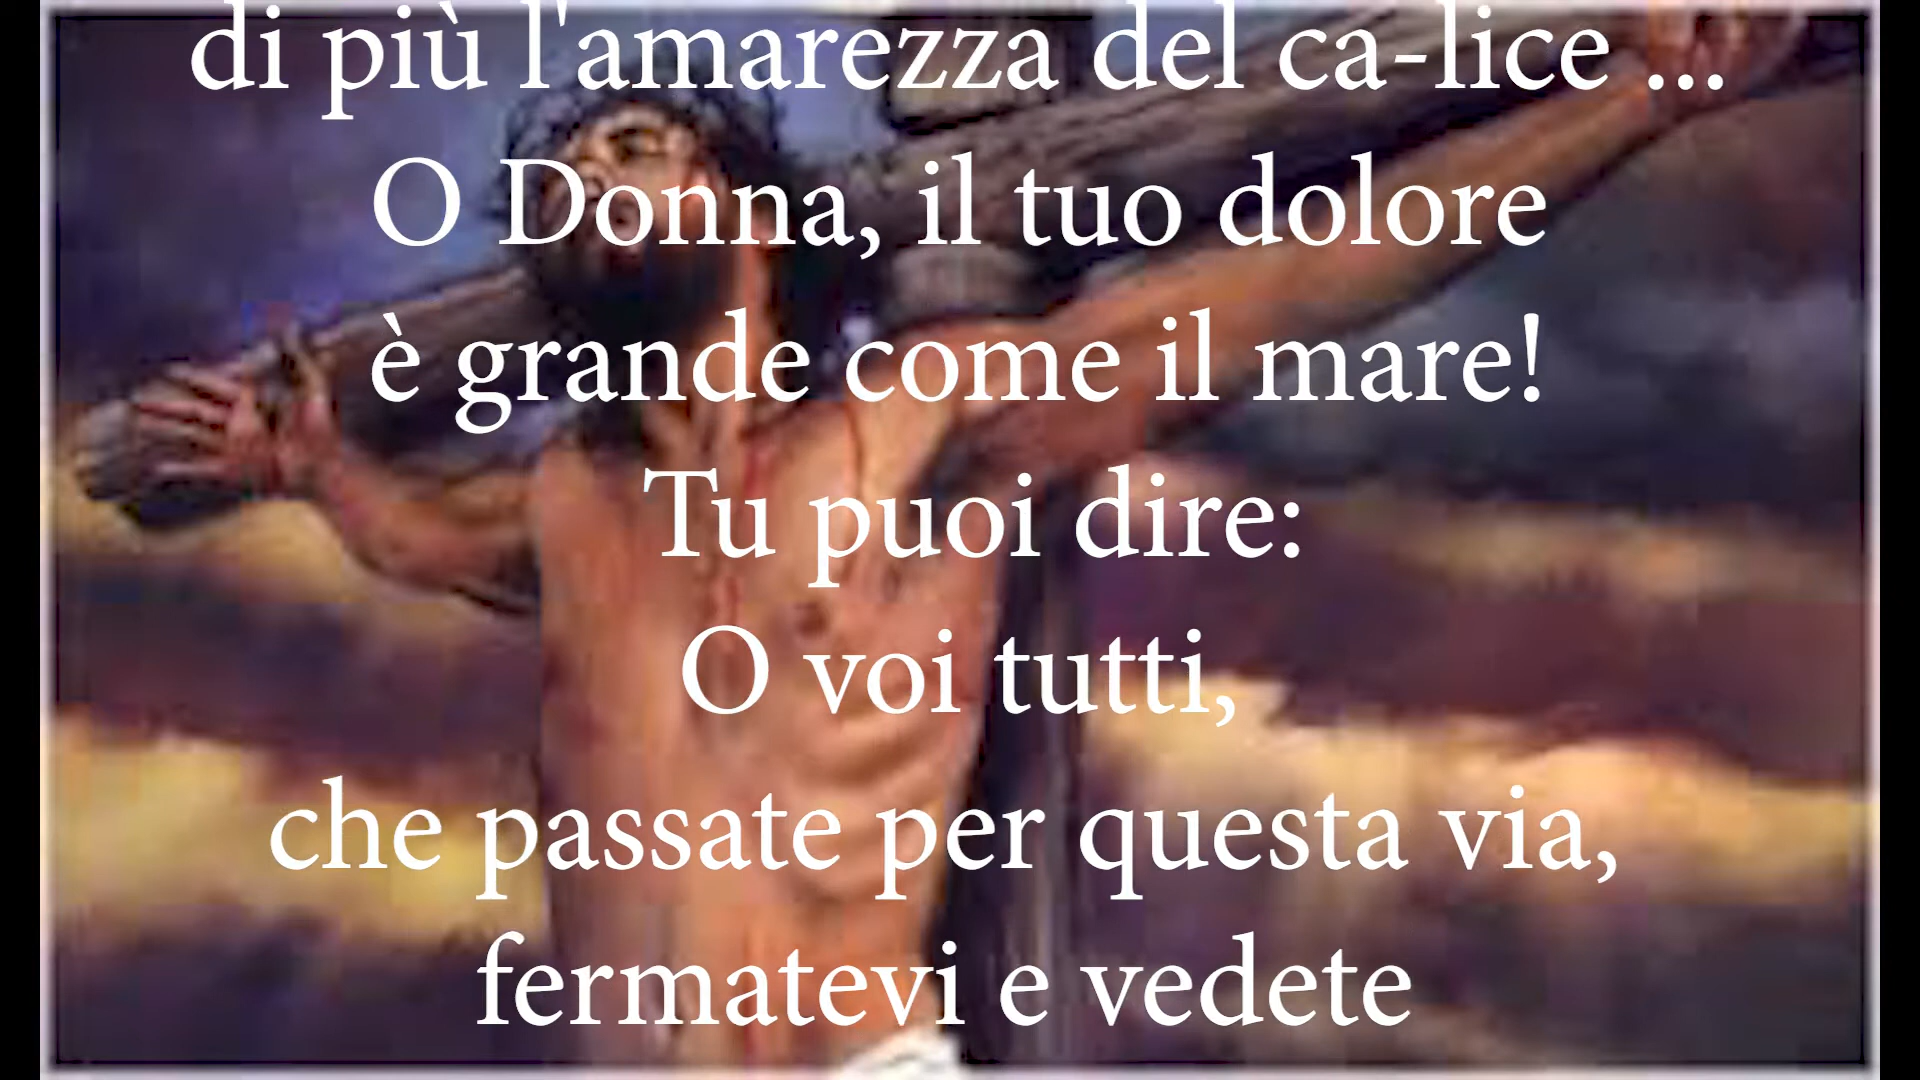 di più l'amarezza del ca-lice ...
O Donna, il tuo dolore
è grande come il mare!
Tu puoi dire:
O voi tutti,
che passate per questa via,
fermatevi e vedete